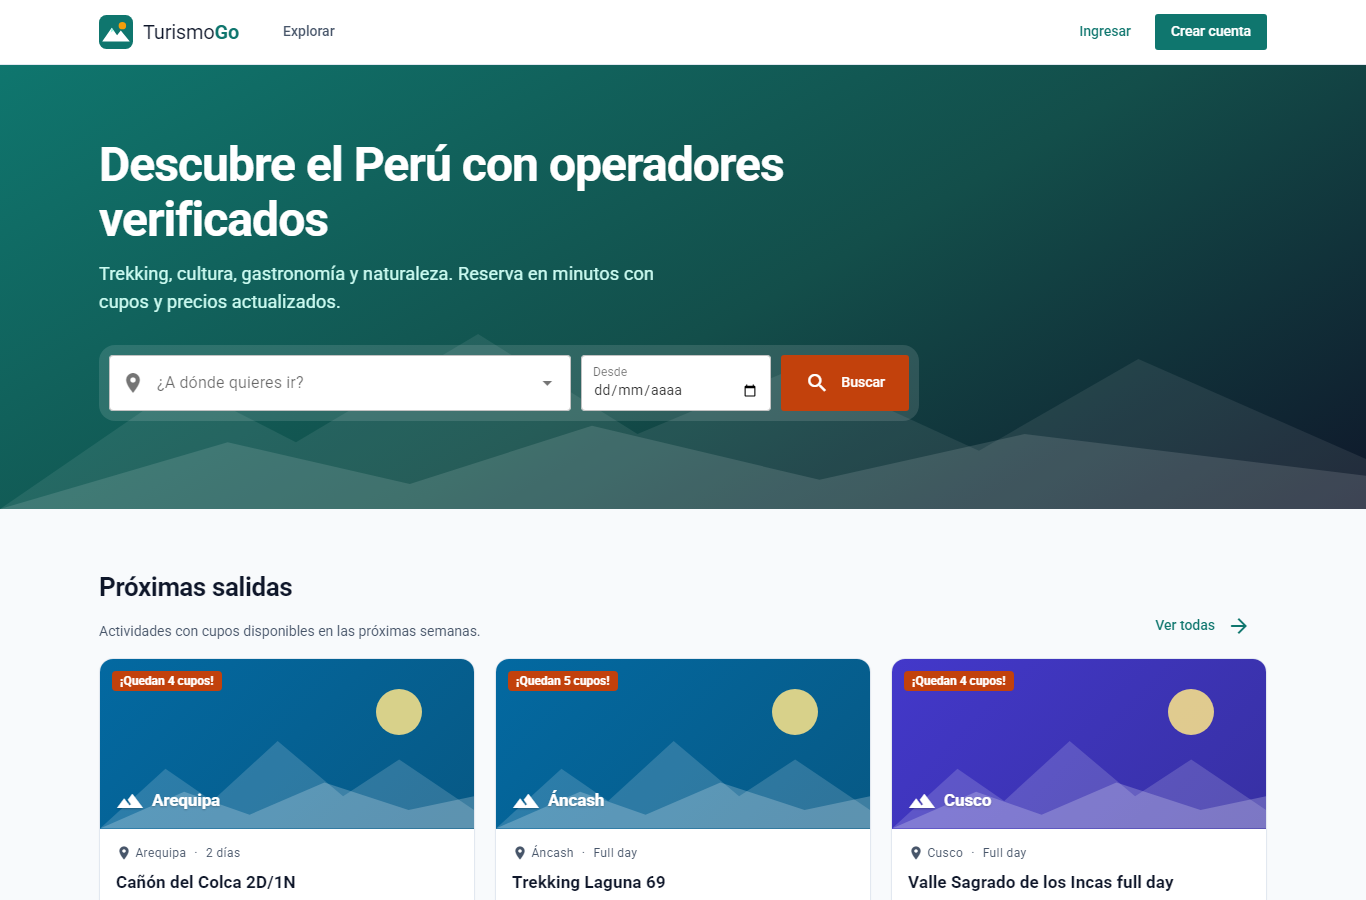 TurismoGo
Explorar
Ingresar
Crear cuenta
Descubre el Perú con operadores
verificados
Trekking, cultura, gastronomía y naturaleza. Reserva en minutos con
cupos y precios actualizados.
¿A dónde quieres ir?
Desde
dd/mm/aaaa
Buscar
Próximas salidas
Actividades con cupos disponibles en las próximas semanas.
Ver todas
¡Quedan 4 cupos!
Arequipa
Arequipa · 2 días
Cañón del Colca 2D/1N
¡Quedan 5 cupos!
Áncash
Áncash · Full day
Trekking Laguna 69
¡Quedan 4 cupos!
Cusco
Cusco · Full day
Valle Sagrado de los Incas full day